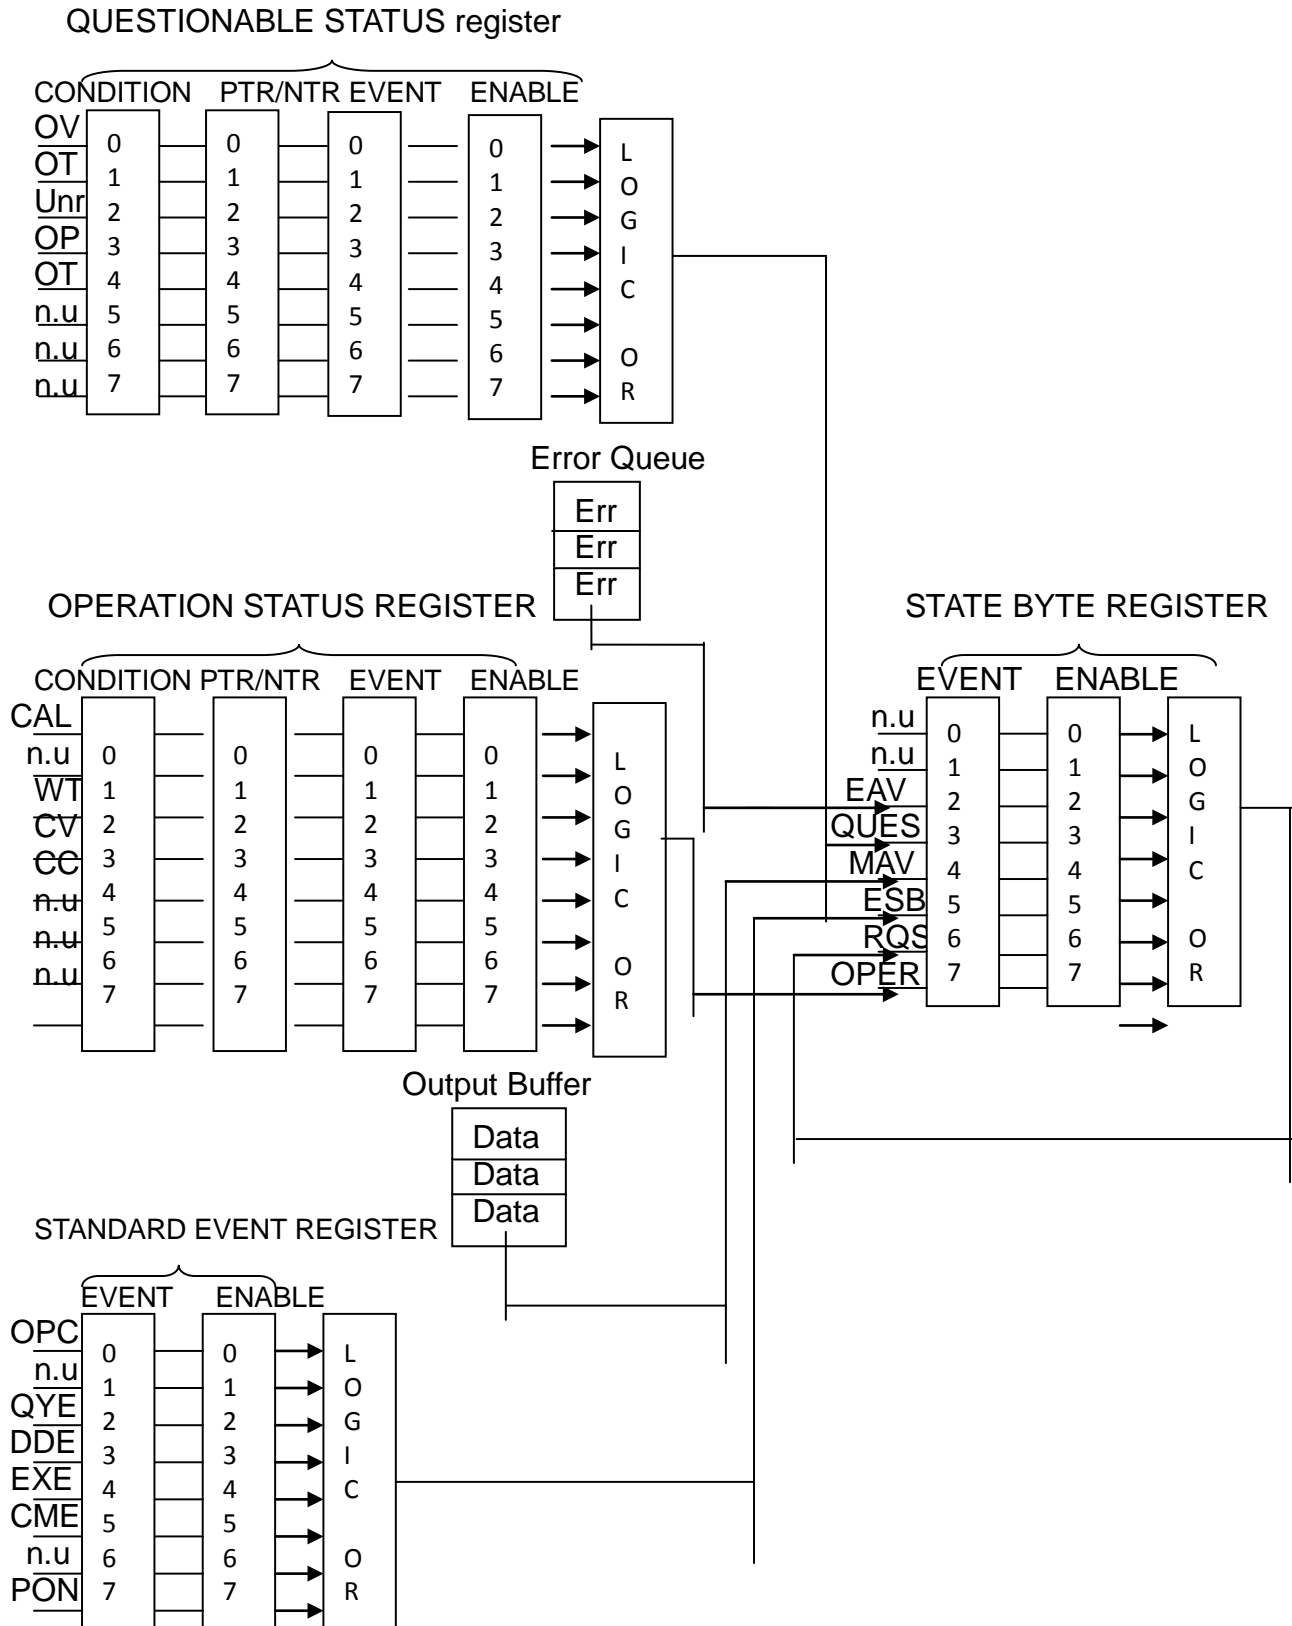 QUESTIONABLE STATUS register
CONDITION PTR/NTR EVENT ENABLE
OV 0 0 0 0 L
OT 1 1 1 1 O
Unr 2 2 2 2 G
OP 3 3 3 3 I
OT 4 4 4 4 C
n.u 5 5 5 5
n.u 6 6 6 6 O
n.u 7 7 7 7 R
Error Queue
Err
Err
Err
OPERATION STATUS REGISTER
CONDITION PTR/NTR EVENT ENABLE
CAL
n.u 0 0 0 0 L
WT 1 1 1 1 O
CV 2 2 2 2 G
CC 3 3 3 3 I
n.u 4 4 4 4 C
n.u 5 5 5 5
n.u 6 6 6 6 O
7 7 7 7 R
STATE BYTE REGISTER
EVENT ENABLE
n.u 0 0 L
n.u 1 1 O
EAV 2 2 G
QUES 3 3 I
MAV 4 4 C
ESB 5 5
RQS 6 6 O
OPER 7 7 R
Output Buffer
Data
Data
Data
STANDARD EVENT REGISTER
EVENT ENABLE
OPC 0 0 L
n.u 1 1 O
QYE 2 2 G
DDE 3 3 I
EXE 4 4 C
CME 5 5
n.u 6 6 O
PON 7 7 R